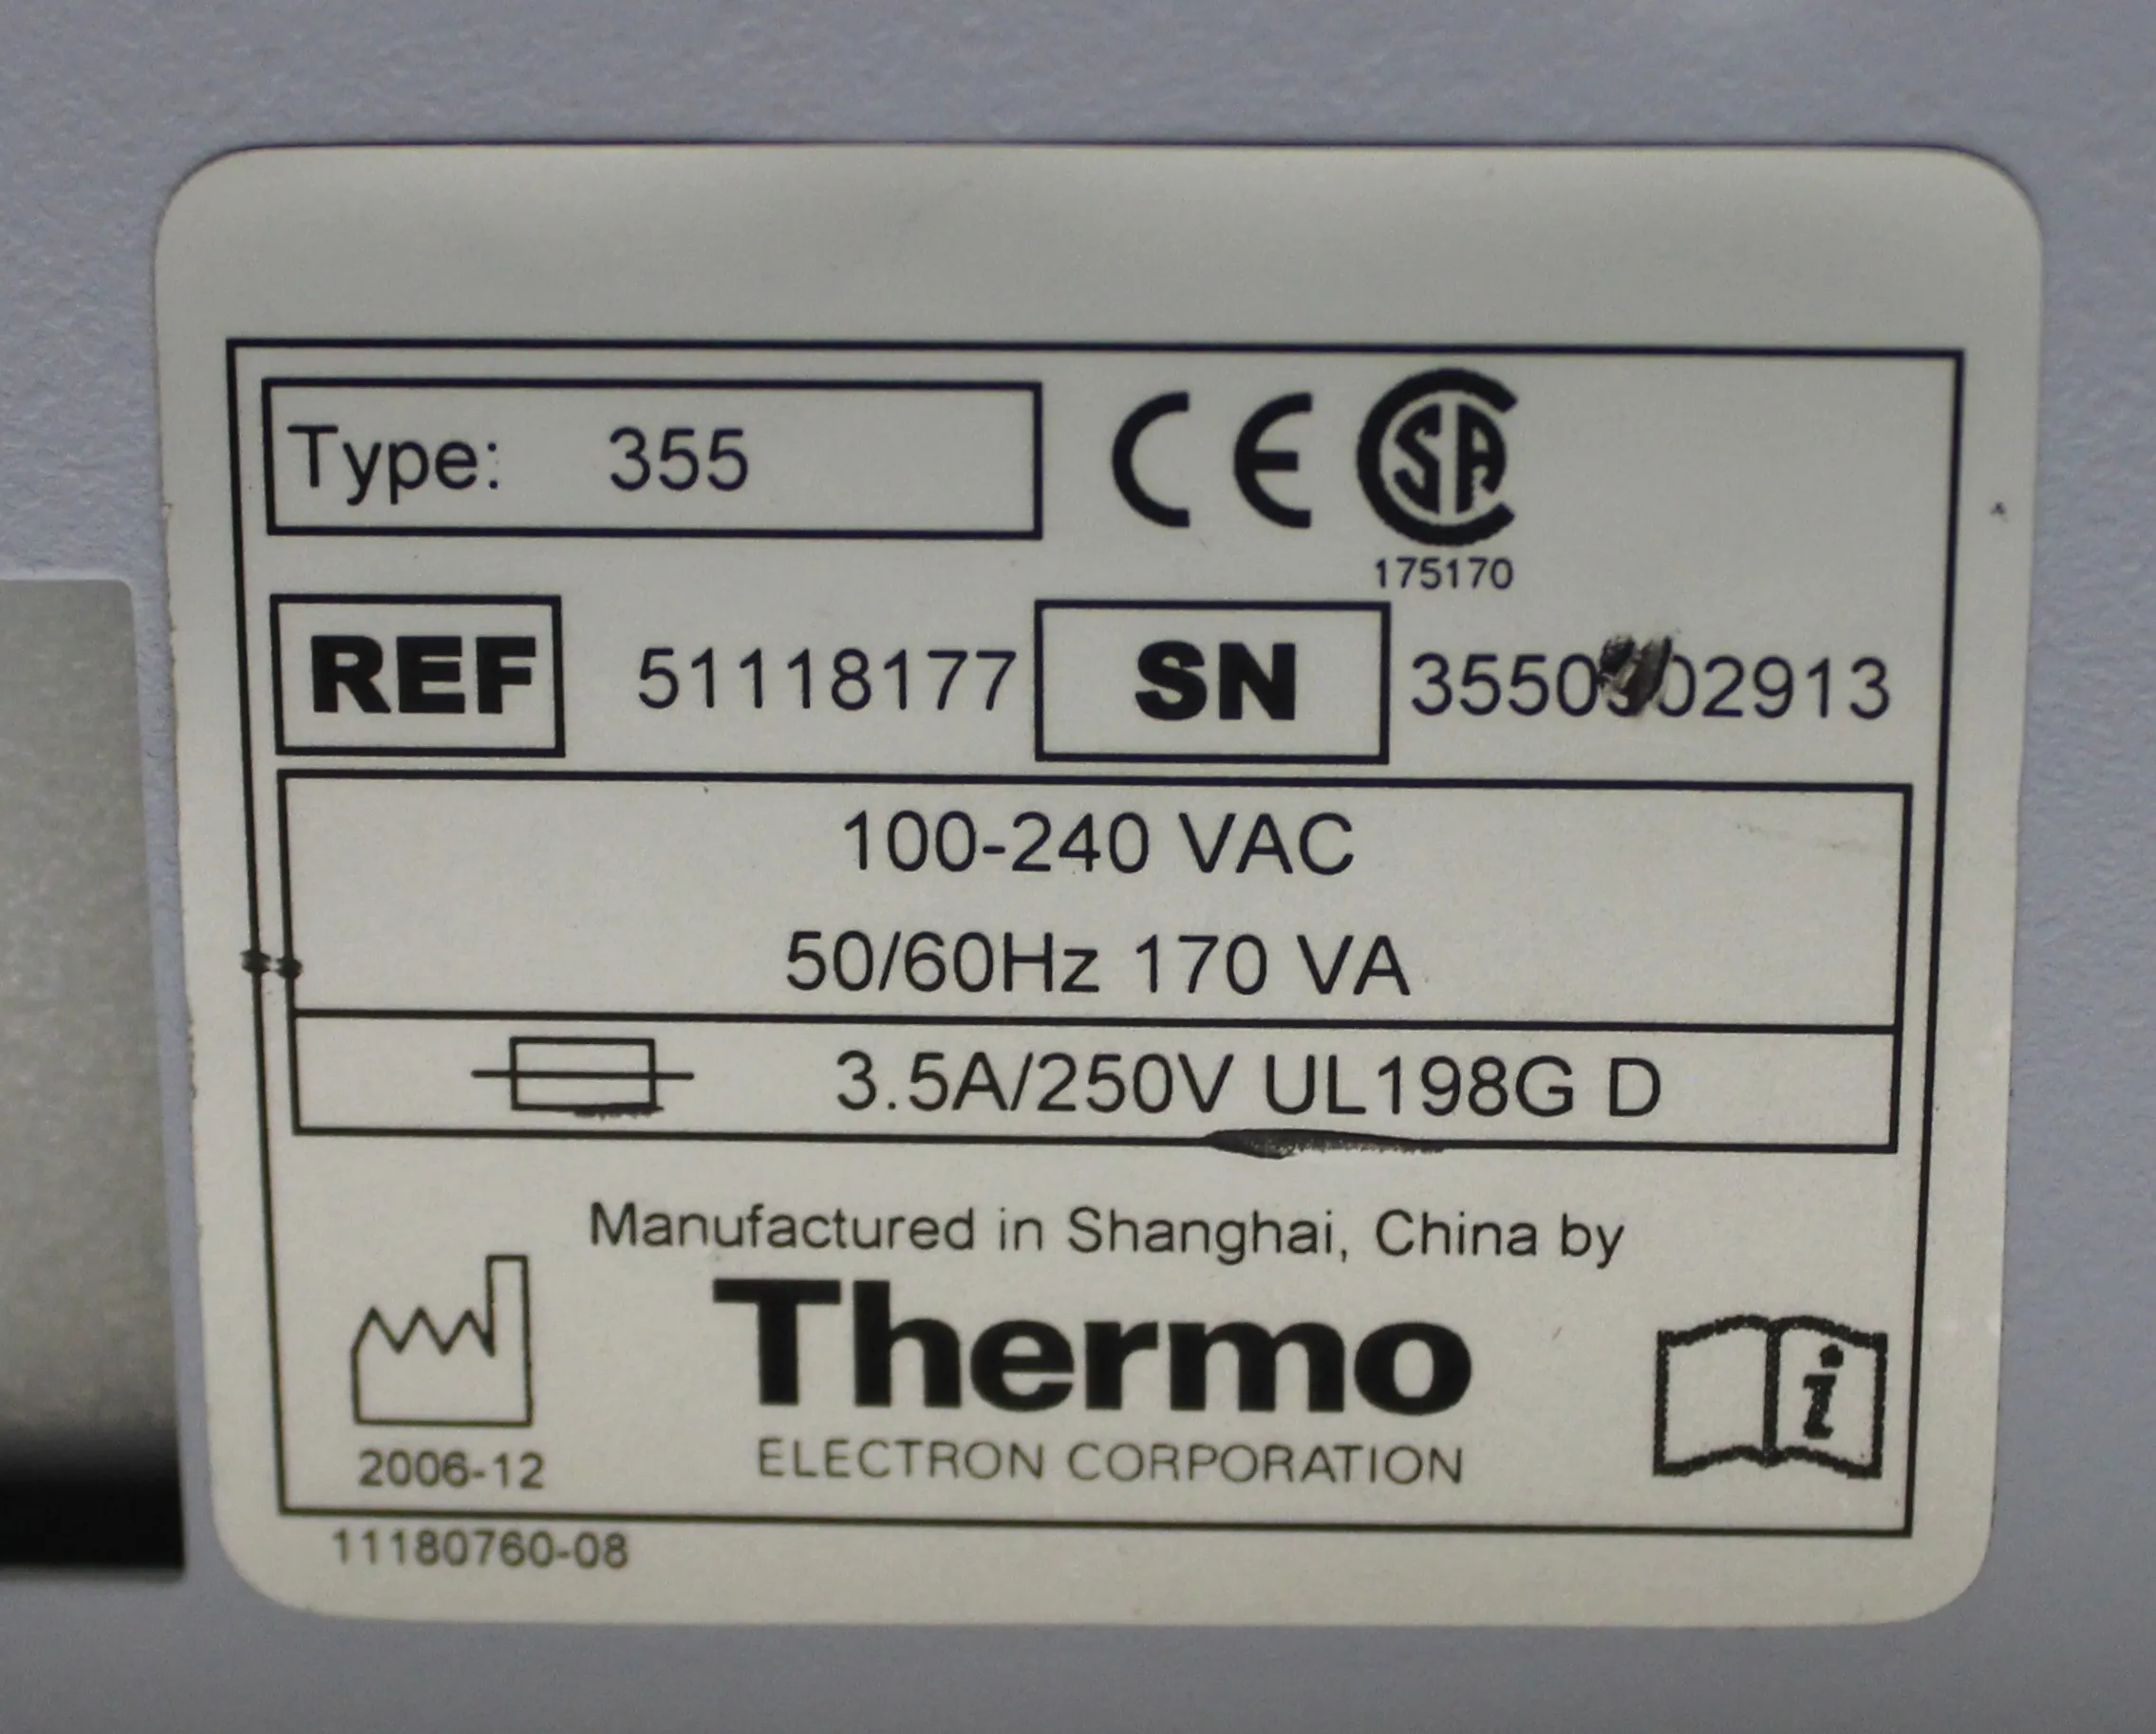 Type: 355
CE
CSA
175170
REF 51118177 SN
100-240 VAC
50/60Hz 170 VA
3.5A/250V UL198G D
Manufactured in Shanghai, China by
Thermo
ELECTRON CORPORATION
i
2006-12
11180760-08